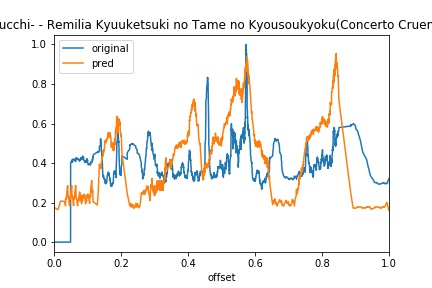 ucchi- - Remilia Kyuuketsuki no Tame no Kyousoukyoku(Concerto Cruen
original
pred
1.0
0.8
0.6
0.4
0.2
0.0
0.0 0.2 0.4 0.6 0.8 1.0
offset